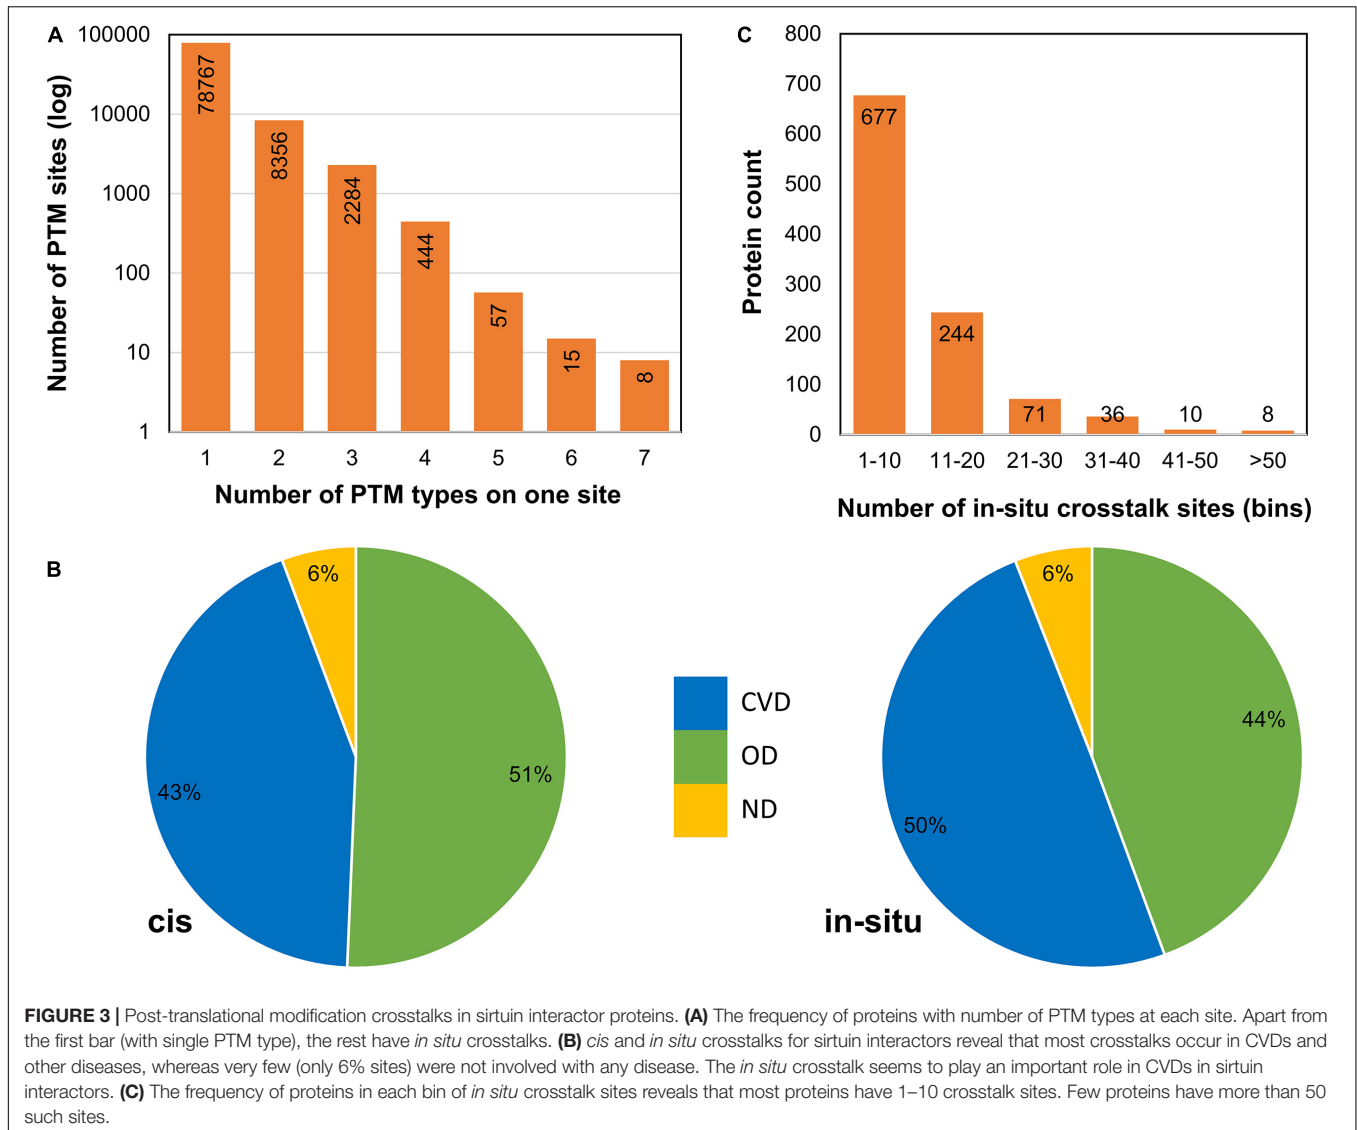 A
Number of PTM sites (log)
100000
10000
1000
100
10
1
78767
8356
2284
444
57
15
8
1 2 3 4 5 6 7
Number of PTM types on one site
C
Protein count
800
700
600
500
400
300
200
100
0
677
244
71
36
10
8
1-10 11-20 21-30 31-40 41-50 >50
Number of in-situ crosstalk sites (bins)
B
6%
43%
51%
cis
CVD
OD
ND
6%
44%
50%
in-situ
FIGURE 3 | Post-translational modification crosstalks in sirtuin interactor proteins. (A) The frequency of proteins with number of PTM types at each site. Apart from
the first bar (with single PTM type), the rest have in situ crosstalks. (B) cis and in situ crosstalks for sirtuin interactors reveal that most crosstalks occur in CVDs and
other diseases, whereas very few (only 6% sites) were not involved with any disease. The in situ crosstalk seems to play an important role in CVDs in sirtuin
interactors. (C) The frequency of proteins in each bin of in situ crosstalk sites reveals that most proteins have 1–10 crosstalk sites. Few proteins have more than 50
such sites.